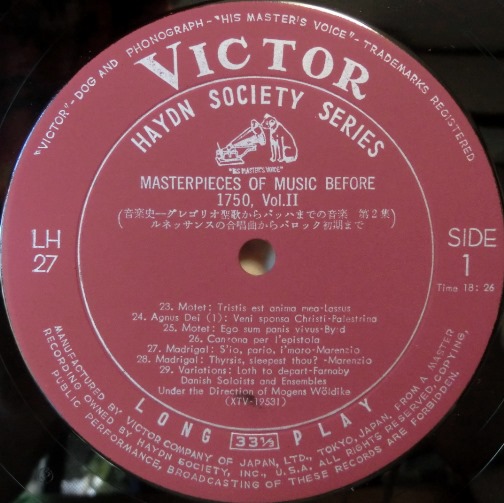 "VICTOR"- DOG AND PHONOGRAPH - "HIS MASTER'S VOICE" - TRADEMARKS REGISTERED
VICTOR
HAYDN SOCIETY SERIES
"HIS MASTER'S VOICE"
MASTERPIECES OF MUSIC BEFORE
1750, Vol.II
(音楽史—グレゴリオ聖歌からバッハまでの音楽 第2集)
ルネッサンスの合唱曲からバロック初期まで
LH
27
SIDE
1
Time 18:26
23. Motet: Tristis est anima mea-Lassus
24. Agnus Dei (1): Veni sponsa Christi-Palestrina
25. Motet: Ego sum panis vivus-Byrd
26. Canzona per l'epistola
27. Madrigal: S'io, parto, i'moro-Marenzio
28. Madrigal: Thyrsis, sleepest thou? -Marenzio
29. Variations: Loth to depart-Farnaby
Danish Soloists and Ensembles
Under the Direction of Mogens Wöldike
(XTV-19531)
LONG 33 1/3 PLAY
MANUFACTURED BY VICTOR COMPANY OF JAPAN, LTD., TOKYO, JAPAN. FROM A MASTER
RECORDING OWNED BY HAYDN SOCIETY, INC., U.S.A. ALL RIGHTS RESERVED. COPYING,
PUBLIC PERFORMANCE, BROADCASTING OF THESE RECORDS ARE FORBIDDEN.